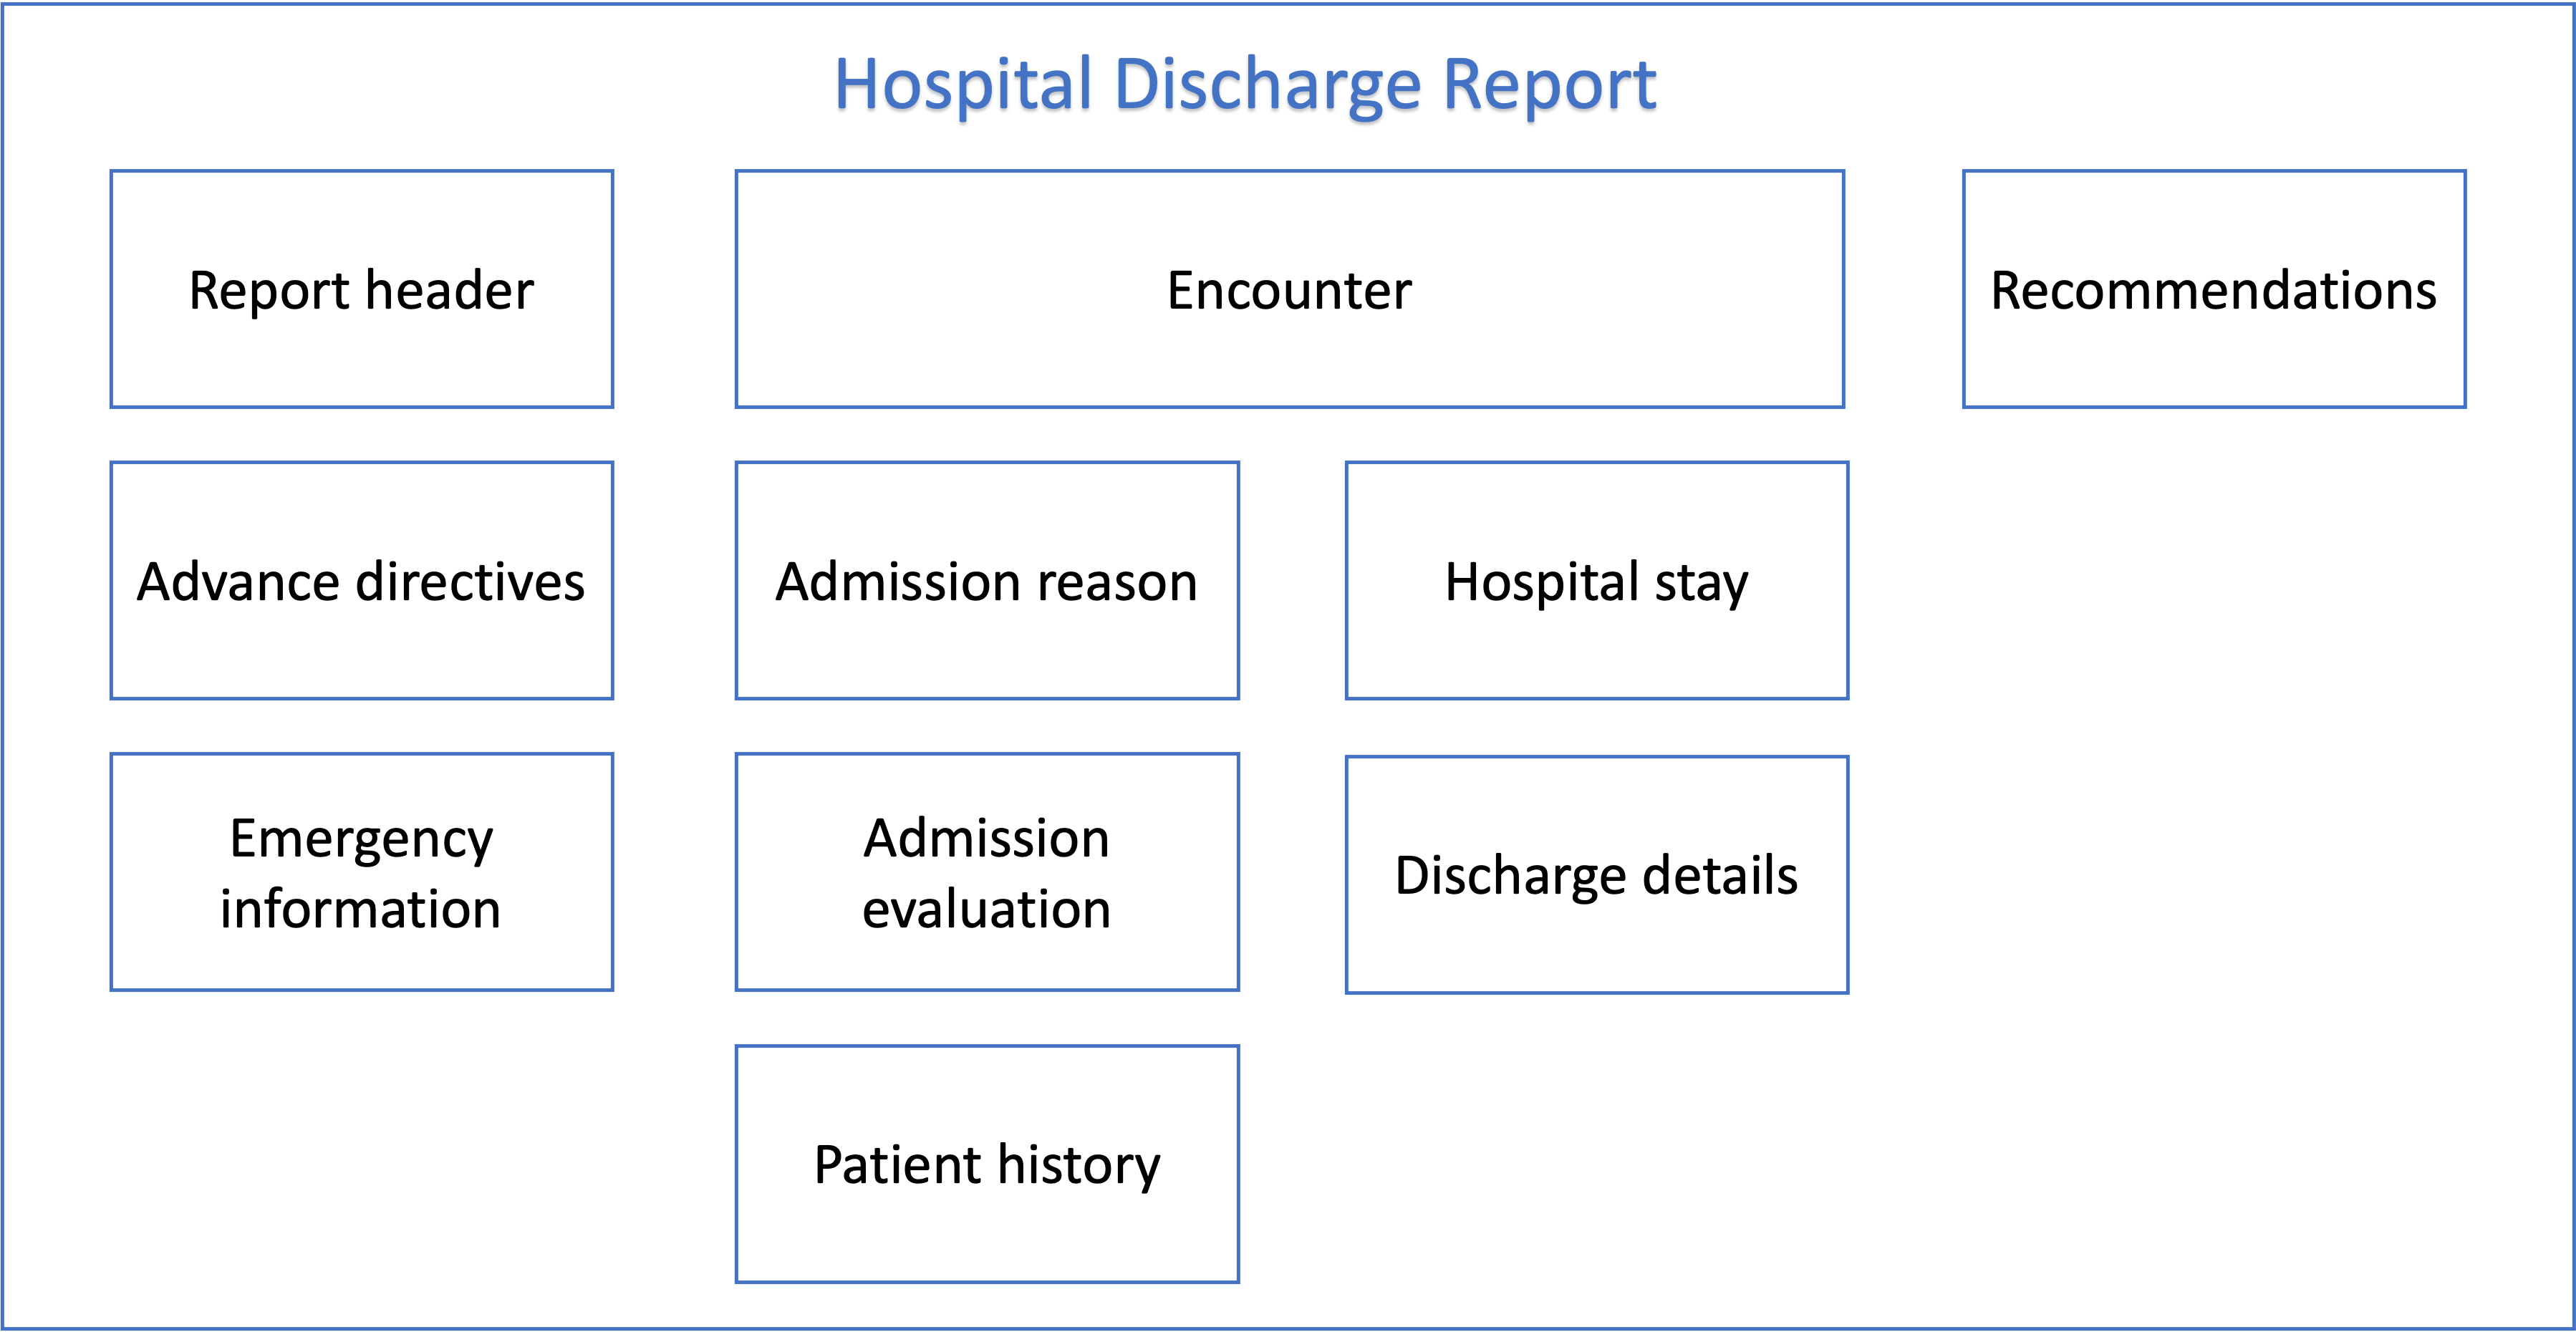 Hospital Discharge Report
Report header
Encounter
Recommendations
Advance directives
Admission reason
Hospital stay
Emergency
information
Admission
evaluation
Discharge details
Patient history